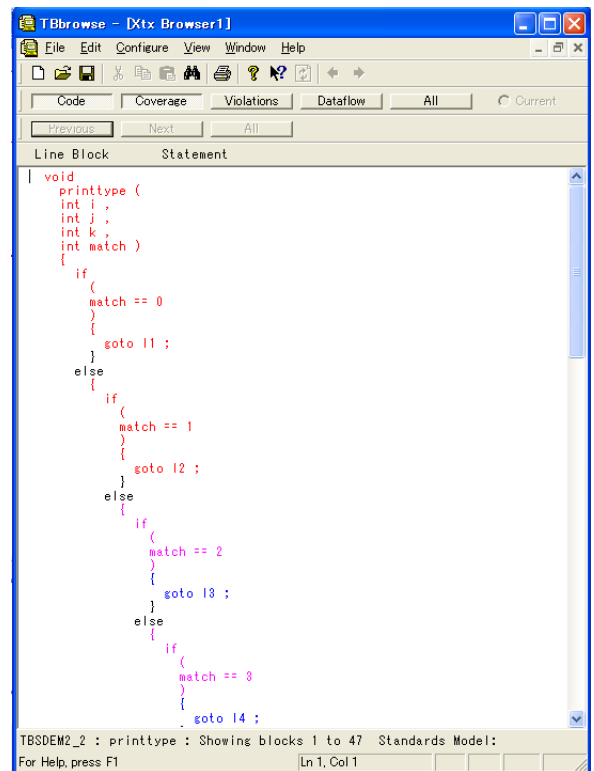 TBbrowse - [Xtx Browser1]
File Edit Configure View Window Help
Code Coverage Violations Dataflow All Current
Previous Next All
Line Block Statement
void
printtype (
int i ,
int j ,
int k ,
int match )
{
if
(
match == 0
)
{
goto l1 ;
}
else
{
if
(
match == 1
)
{
goto l2 ;
}
else
{
if
(
match == 2
)
{
goto l3 ;
}
else
{
if
(
match == 3
)
{
goto l4 ;
TBSDEM2_2 : printtype : Showing blocks 1 to 47 Standards Model:
For Help, press F1 Ln 1, Col 1